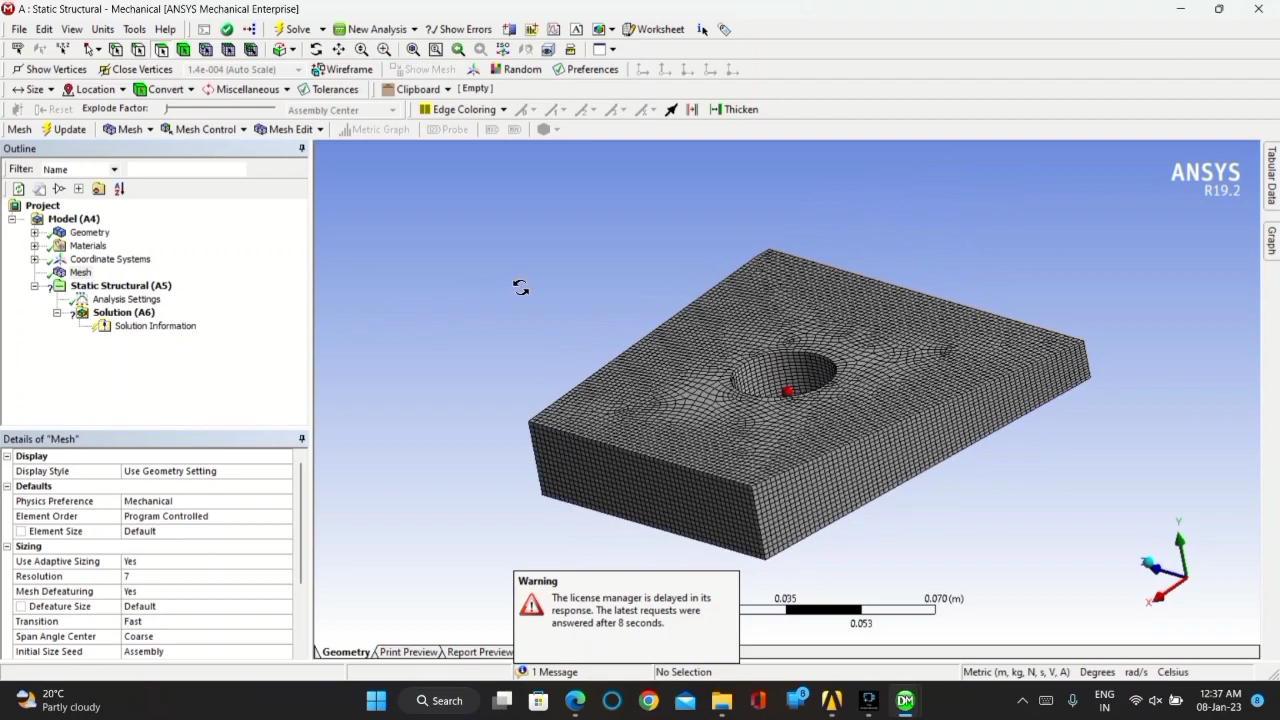 A : Static Structural - Mechanical [ANSYS Mechanical Enterprise]
File Edit View Units Tools Help Solve New Analysis ?/ Show Errors Worksheet
Show Vertices Close Vertices 1.4e-004 (Auto Scale) Wireframe Show Mesh Random Preferences
Size Location Convert Miscellaneous Tolerances Clipboard [ Empty ]
Reset Explode Factor: Assembly Center Edge Coloring Thicken
Mesh Update Mesh Mesh Control Mesh Edit Metric Graph Probe
Outline
Filter: Name
Project
Model (A4)
Geometry
Materials
Coordinate Systems
Mesh
Static Structural (A5)
Analysis Settings
Solution (A6)
Solution Information
Details of "Mesh"
Display
Display Style Use Geometry Setting
Defaults
Physics Preference Mechanical
Element Order Program Controlled
Element Size Default
Sizing
Use Adaptive Sizing Yes
Resolution 7
Mesh Defeaturing Yes
Defeature Size Default
Transition Fast
Span Angle Center Coarse
Initial Size Seed Assembly
ANSYS
R19.2
Tabular Data
Graph
Y
Z
X
0.035 0.070 (m)
0.053
Warning
The license manager is delayed in its
response. The latest requests were
answered after 8 seconds.
Geometry Print Preview Report Preview
1 Message No Selection Metric (m, kg, N, s, V, A) Degrees rad/s Celsius
20°C
Partly cloudy
Search
8
DM
ENG
IN
12:37 AM
08-Jan-23
8